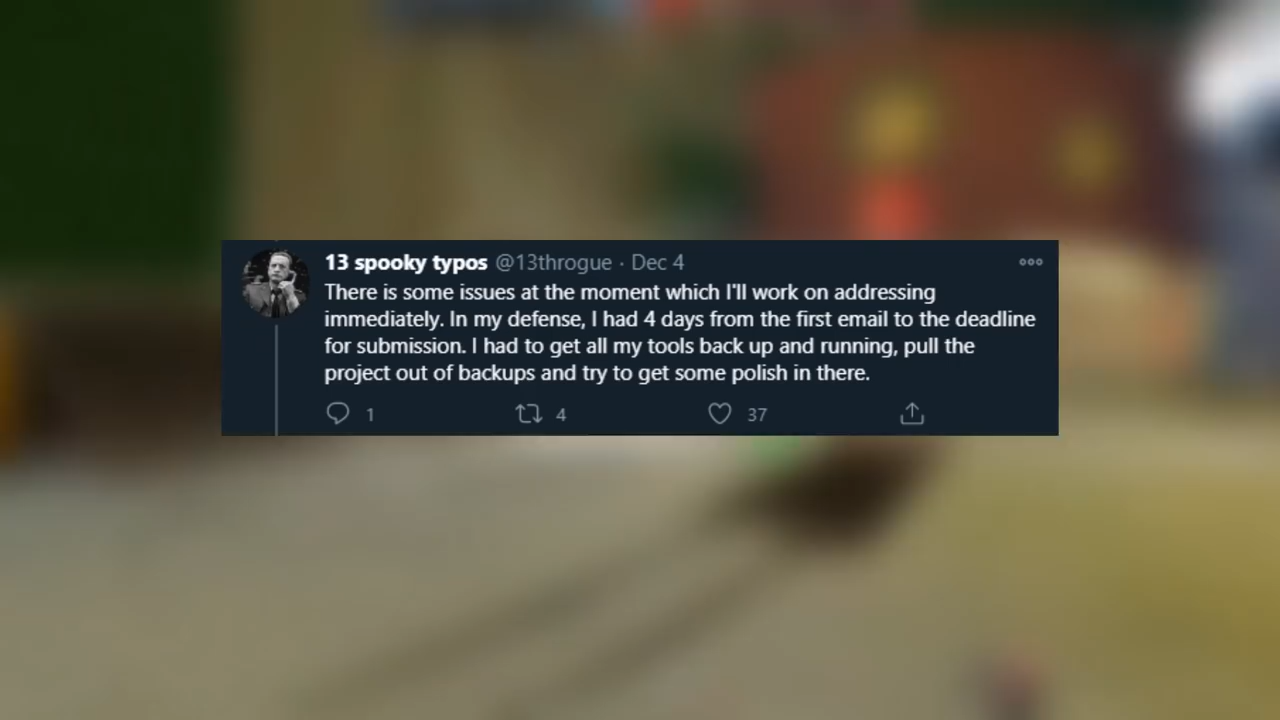 13 spooky typos @13throgue · Dec 4
There is some issues at the moment which I'll work on addressing
immediately. In my defense, I had 4 days from the first email to the deadline
for submission. I had to get all my tools back up and running, pull the
project out of backups and try to get some polish in there.
1 4 37